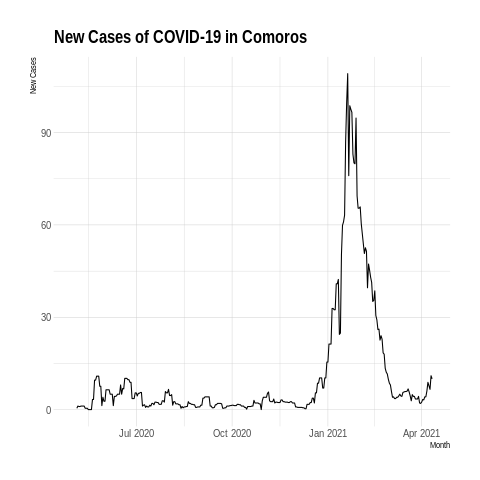 New Cases of COVID-19 in Comoros
New Cases
90
60
30
0
Jul 2020
Oct 2020
Jan 2021
Apr 2021
Month